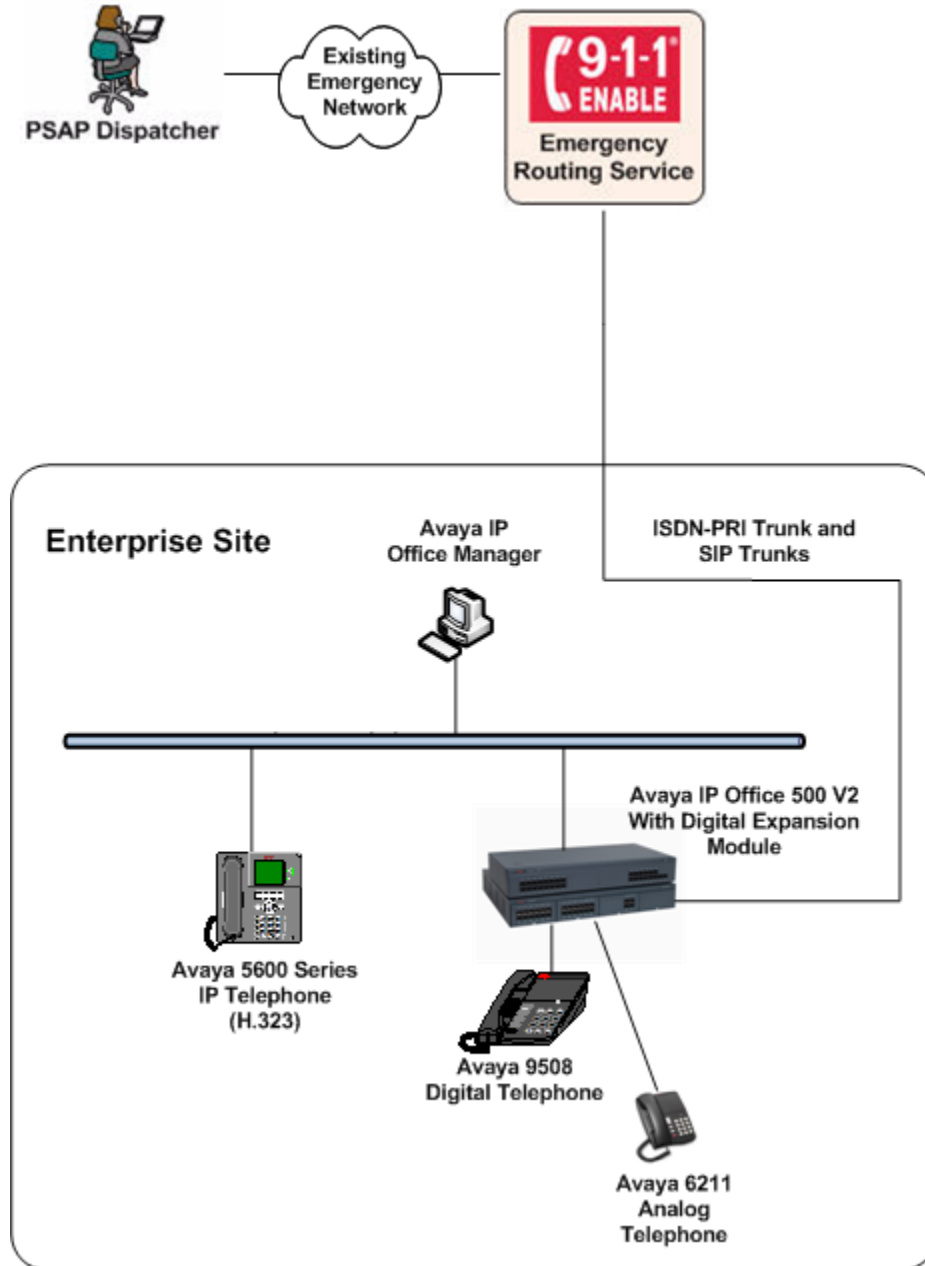 Existing
Emergency
Network
PSAP Dispatcher
9-1-1®
ENABLE
Emergency
Routing Service
Enterprise Site
Avaya IP
Office Manager
ISDN-PRI Trunk and
SIP Trunks
Avaya IP Office 500 V2
With Digital Expansion
Module
Avaya 5600 Series
IP Telephone
(H.323)
Avaya 9508
Digital Telephone
Avaya 6211
Analog
Telephone